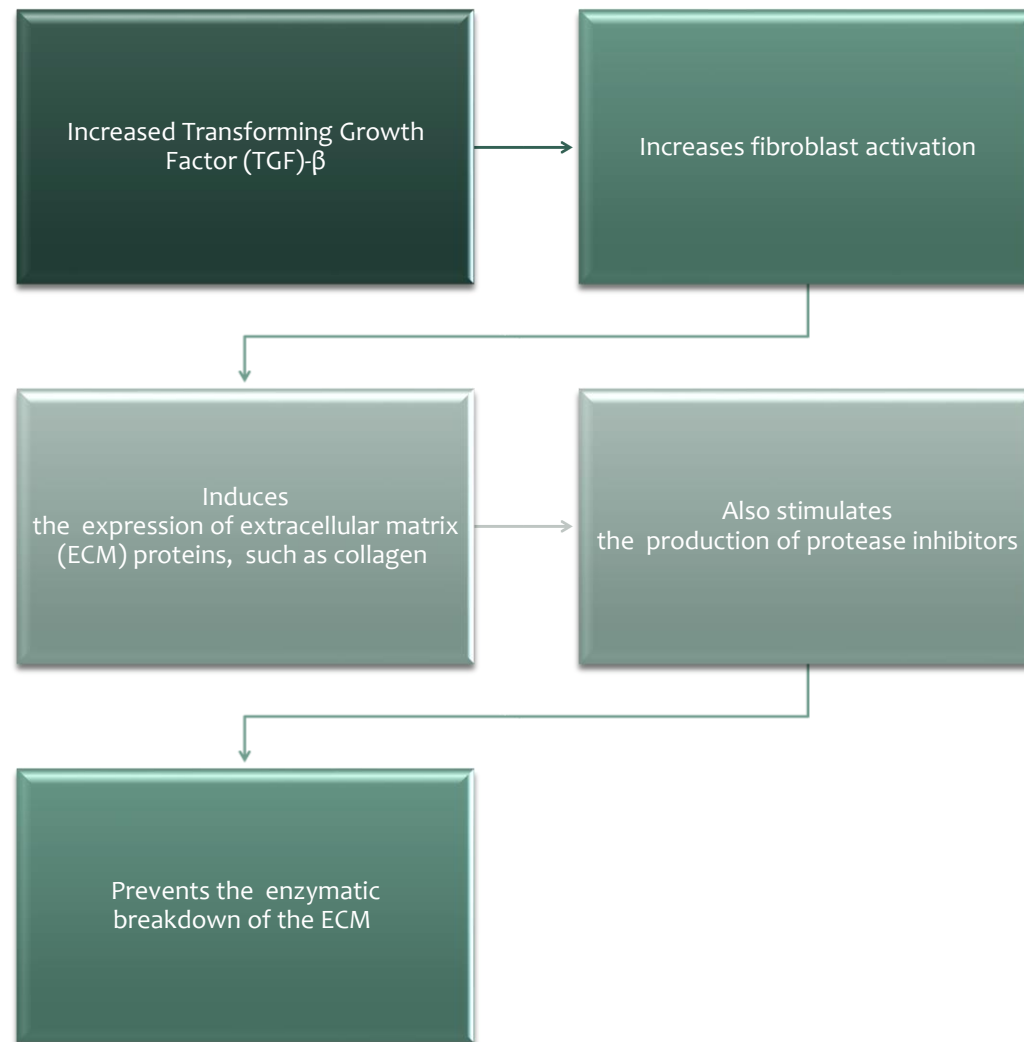 Increased Transforming Growth
Factor (TGF)-β
Increases fibroblast activation
Induces
the  expression of extracellular matrix
(ECM) proteins,  such as collagen
Also stimulates
the  production of protease inhibitors
Prevents the  enzymatic
breakdown of the ECM